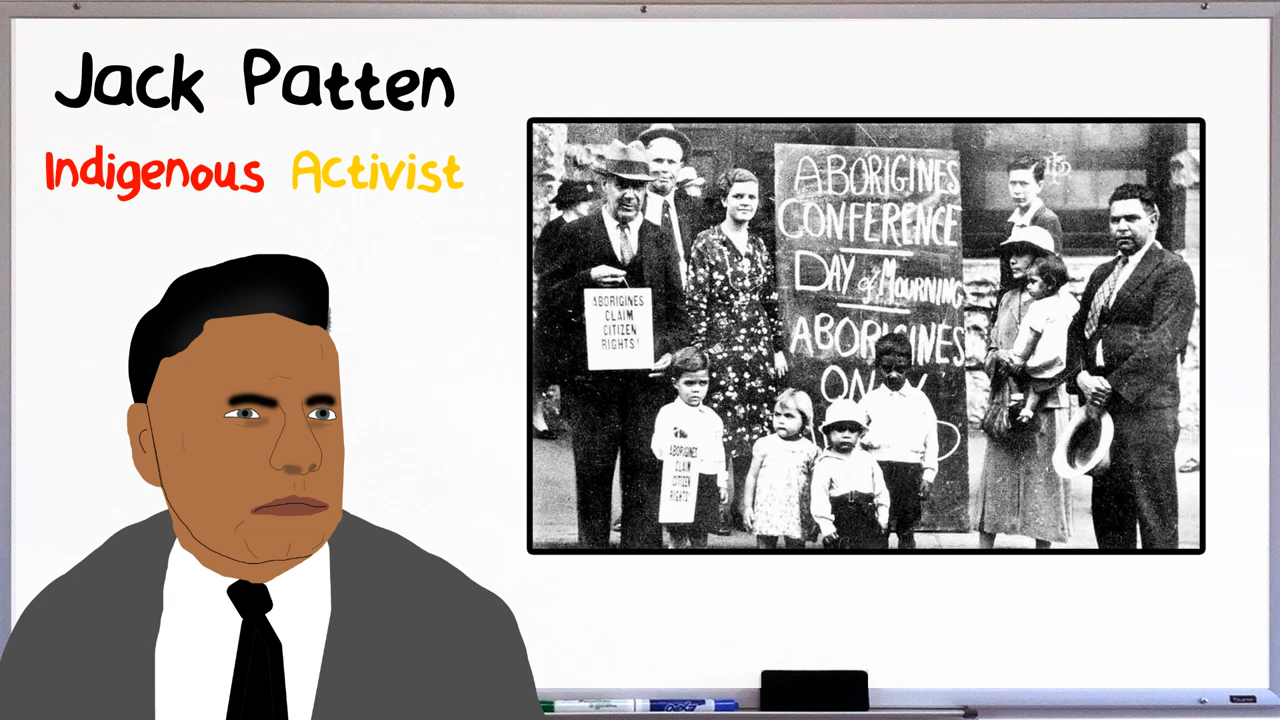 Jack Patten
Indigenous Activist
ABORIGINES
CONFERENCE
DAY of MOURNING
ABORIGINES
ABORIGINES
CLAIM
CITIZEN
RIGHTS!
ABORIGINES
CLAIM
CITIZEN
RIGHTS!